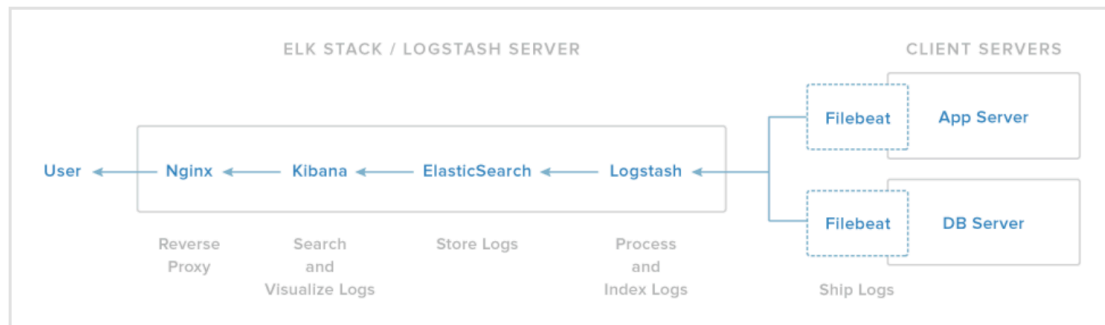 ELK STACK / LOGSTASH SERVER
CLIENT SERVERS
Filebeat
App Server
User
Nginx
Kibana
ElasticSearch
Logstash
Filebeat
DB Server
Reverse
Proxy
Search
and
Visualize Logs
Store Logs
Process
and
Index Logs
Ship Logs